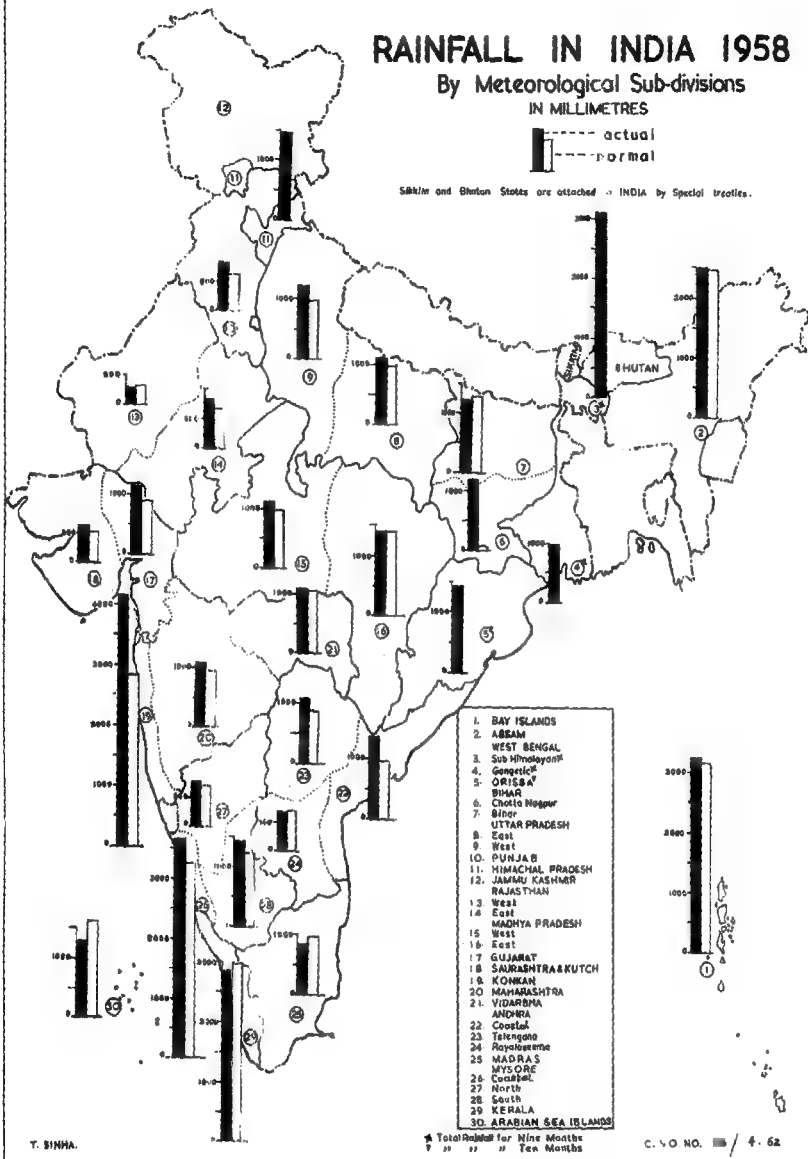 RAINFALL IN INDIA 1958
By Meteorological Sub-divisions
IN MILLIMETRES
actual
normal
Sikkim and Bhutan States are attached INDIA by Special treaties.
SIKKIM
BHUTAN
1. BAY ISLANDS
2. ASSAM
WEST BENGAL
3. Sub Himalayan*
4. Gangetic*
5. ORISSA
BIHAR
6. Chotta Nagpur
7. Bihar
UTTAR PRADESH
8. East
9. West
10. PUNJAB
11. HIMACHAL PRADESH
12. JAMMU KASHMIR
RAJASTHAN
13. West
14 East
MADHYA PRADESH
15 West
16. East
17 GUJARAT
18 SAURASHTRA & KUTCH
19. KONKAN
20 MAHARASHTRA
21. VIDARBHA
ANDHRA
22. Coastal
23. Telengana
24. Rayalaseema
25 MADRAS
MYSORE
26. Coastal
27 North
28 South
29 KERALA
30. ARABIAN SEA ISLANDS
* Total Rainfall for Nine Months
? " " " Ten Months
T. SINHA.
C.S.O NO. / 4. 62